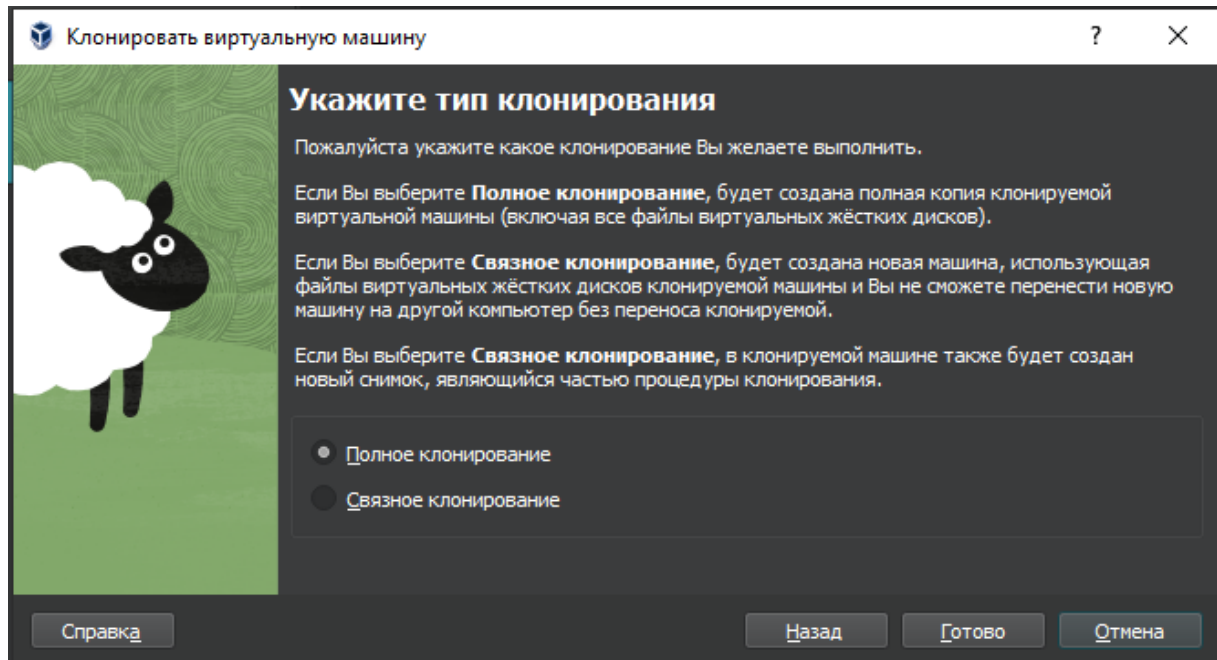 Клонировать виртуальную машину
?
Укажите тип клонирования
Пожалуйста укажите какое клонирование Вы желаете выполнить.
Если Вы выберите Полное клонирование, будет создана полная копия клонируемой
виртуальной машины (включая все файлы виртуальных жёстких дисков).
Если Вы выберите Связное клонирование, будет создана новая машина, использующая
файлы виртуальных жёстких дисков клонируемой машины и Вы не сможете перенести новую
машину на другой компьютер без переноса клонируемой.
Если Вы выберите Связное клонирование, в клонируемой машине также будет создан
новый снимок, являющийся частью процедуры клонирования.
Полное клонирование
Связное клонирование
Справка Назад Готово Отмена